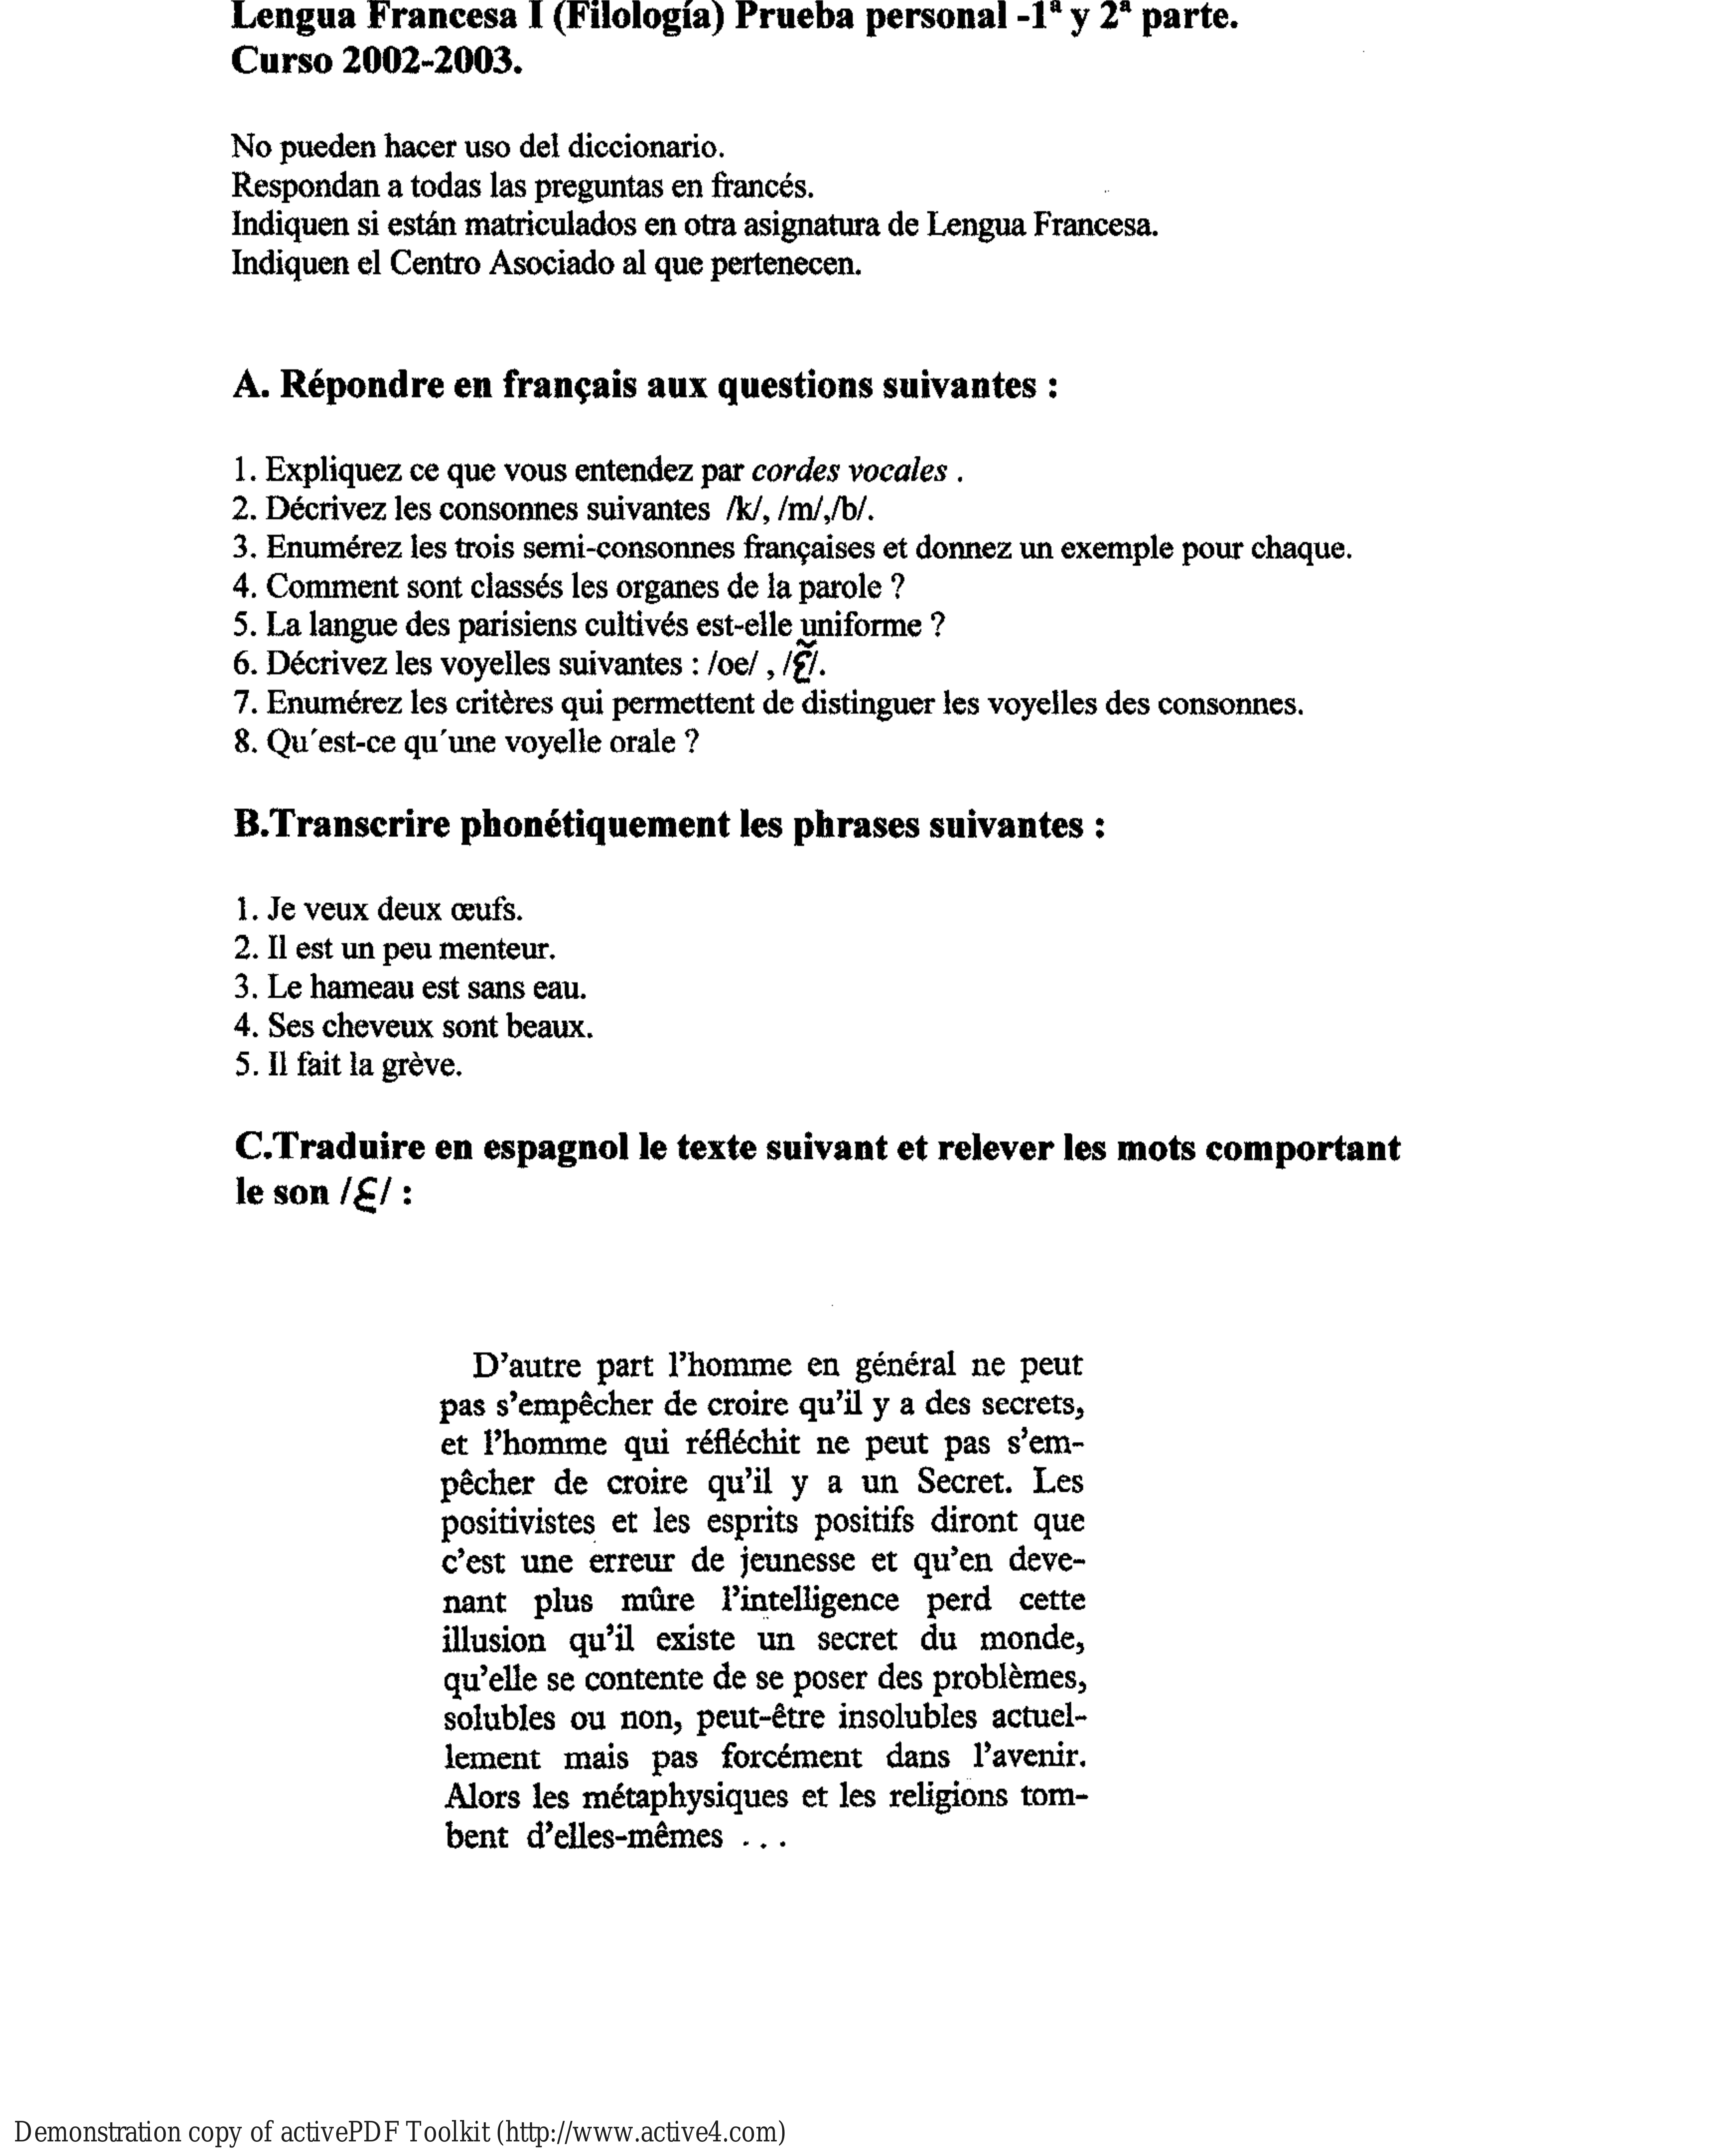 Lengua Francesa I (Filología) Prueba personal -1ª y 2ª parte.
Curso 2002-2003.
No pueden hacer uso del diccionario.
Respondan a todas las preguntas en francés.
Indiquen si están matriculados en otra asignatura de Lengua Francesa.
Indiquen el Centro Asociado al que pertenecen.
A. Répondre en français aux questions suivantes :
1. Expliquez ce que vous entendez par cordes vocales .
2. Décrivez les consonnes suivantes /k/, /m/,/b/.
3. Enumérez les trois semi-consonnes françaises et donnez un exemple pour chaque.
4. Comment sont classés les organes de la parole ?
5. La langue des parisiens cultivés est-elle uniforme ?
6. Décrivez les voyelles suivantes : /oe/ , /ɛ̃/.
7. Enumérez les critères qui permettent de distinguer les voyelles des consonnes.
8. Qu´est-ce qu´une voyelle orale ?
B.Transcrire phonétiquement les phrases suivantes :
1. Je veux deux œufs.
2. Il est un peu menteur.
3. Le hameau est sans eau.
4. Ses cheveux sont beaux.
5. Il fait la grève.
C.Traduire en espagnol le texte suivant et relever les mots comportant
le son /ɛ/ :
D'autre part l'homme en général ne peut
pas s'empêcher de croire qu'il y a des secrets,
et l'homme qui réfléchit ne peut pas s'em-
pêcher de croire qu'il y a un Secret. Les
positivistes et les esprits positifs diront que
c'est une erreur de jeunesse et qu'en deve-
nant plus mûre l'intelligence perd cette
illusion qu'il existe un secret du monde,
qu'elle se contente de se poser des problèmes,
solubles ou non, peut-être insolubles actuel-
lement mais pas forcément dans l'avenir.
Alors les métaphysiques et les religions tom-
bent d'elles-mêmes ...
Demonstration copy of activePDF Toolkit (http://www.active4.com)